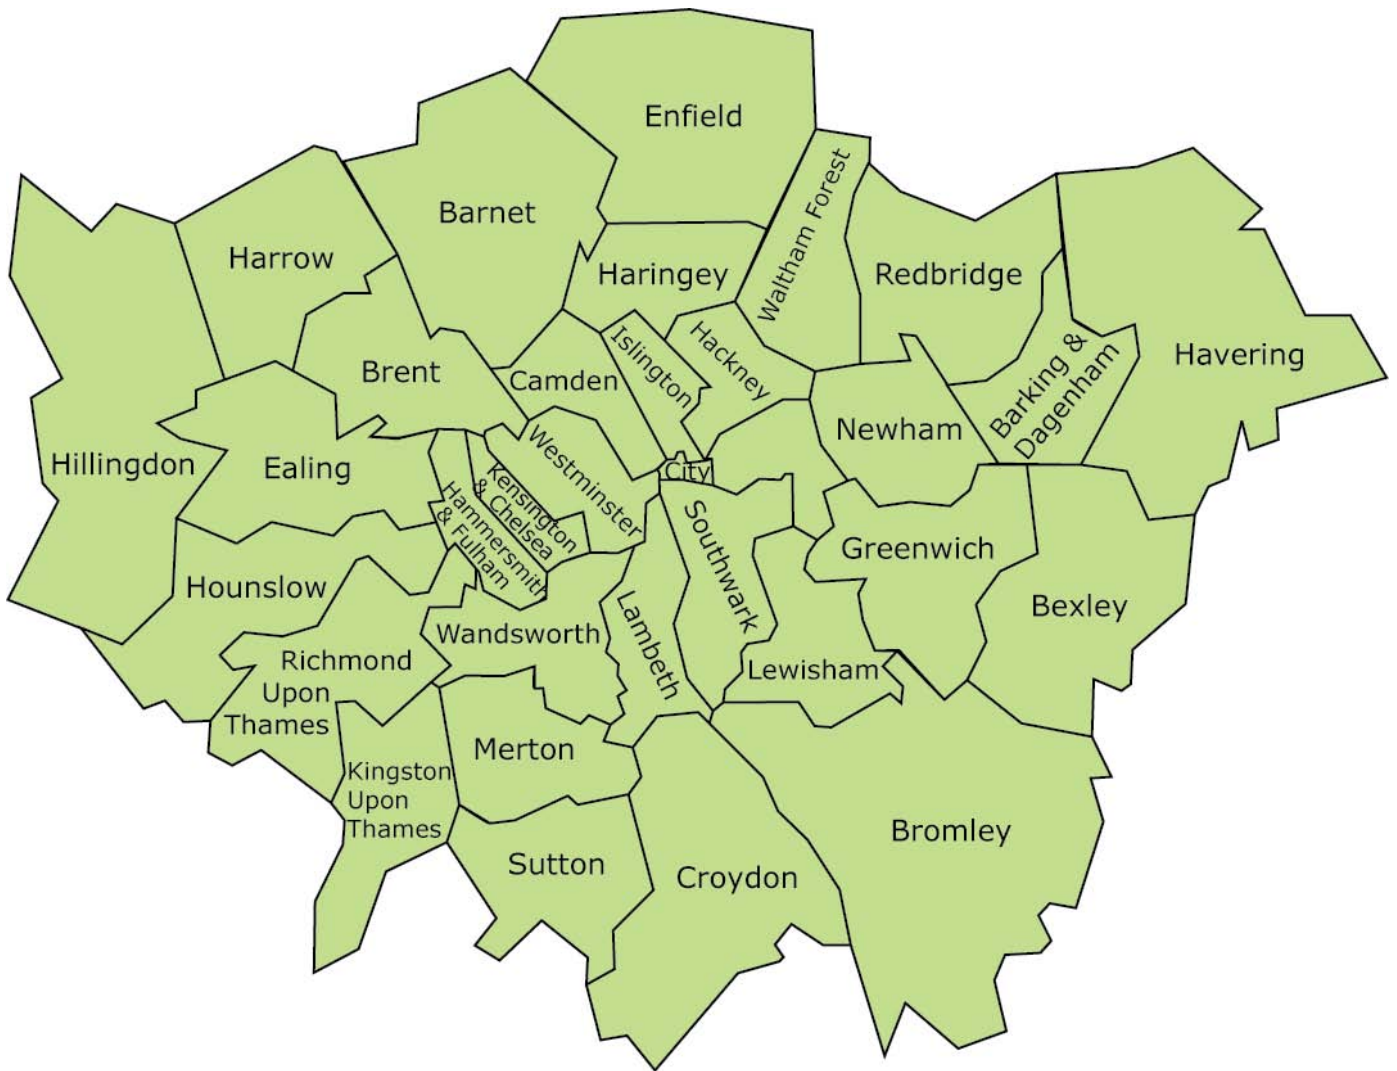 Enfield
Barnet
Waltham Forest
Harrow
Haringey
Redbridge
Islington
Hackney
Havering
Brent
Camden
Barking &
Dagenham
Newham
Hillingdon
Ealing
Westminster
City
Kensington
& Chelsea
Hammersmith
& Fulham
Southwark
Greenwich
Hounslow
Bexley
Wandsworth
Lambeth
Richmond
Upon
Thames
Lewisham
Merton
Kingston
Upon
Thames
Bromley
Sutton
Croydon